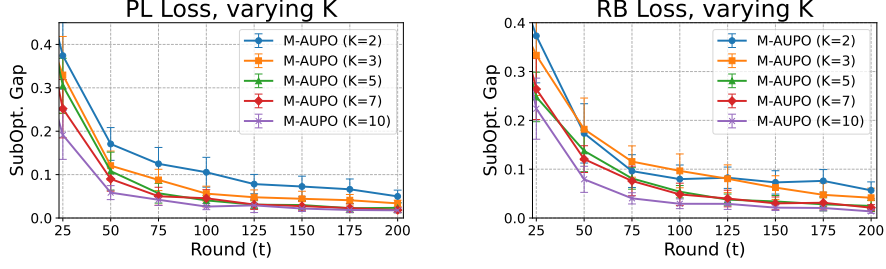 PL Loss, varying K
SubOpt. Gap
0.4
0.3
0.2
0.1
0.0
M-AUPO (K=2)
M-AUPO (K=3)
M-AUPO (K=5)
M-AUPO (K=7)
M-AUPO (K=10)
25 50 75 100 125 150 175 200
Round (t)
RB Loss, varying K
SubOpt. Gap
0.4
0.3
0.2
0.1
0.0
M-AUPO (K=2)
M-AUPO (K=3)
M-AUPO (K=5)
M-AUPO (K=7)
M-AUPO (K=10)
25 50 75 100 125 150 175 200
Round (t)